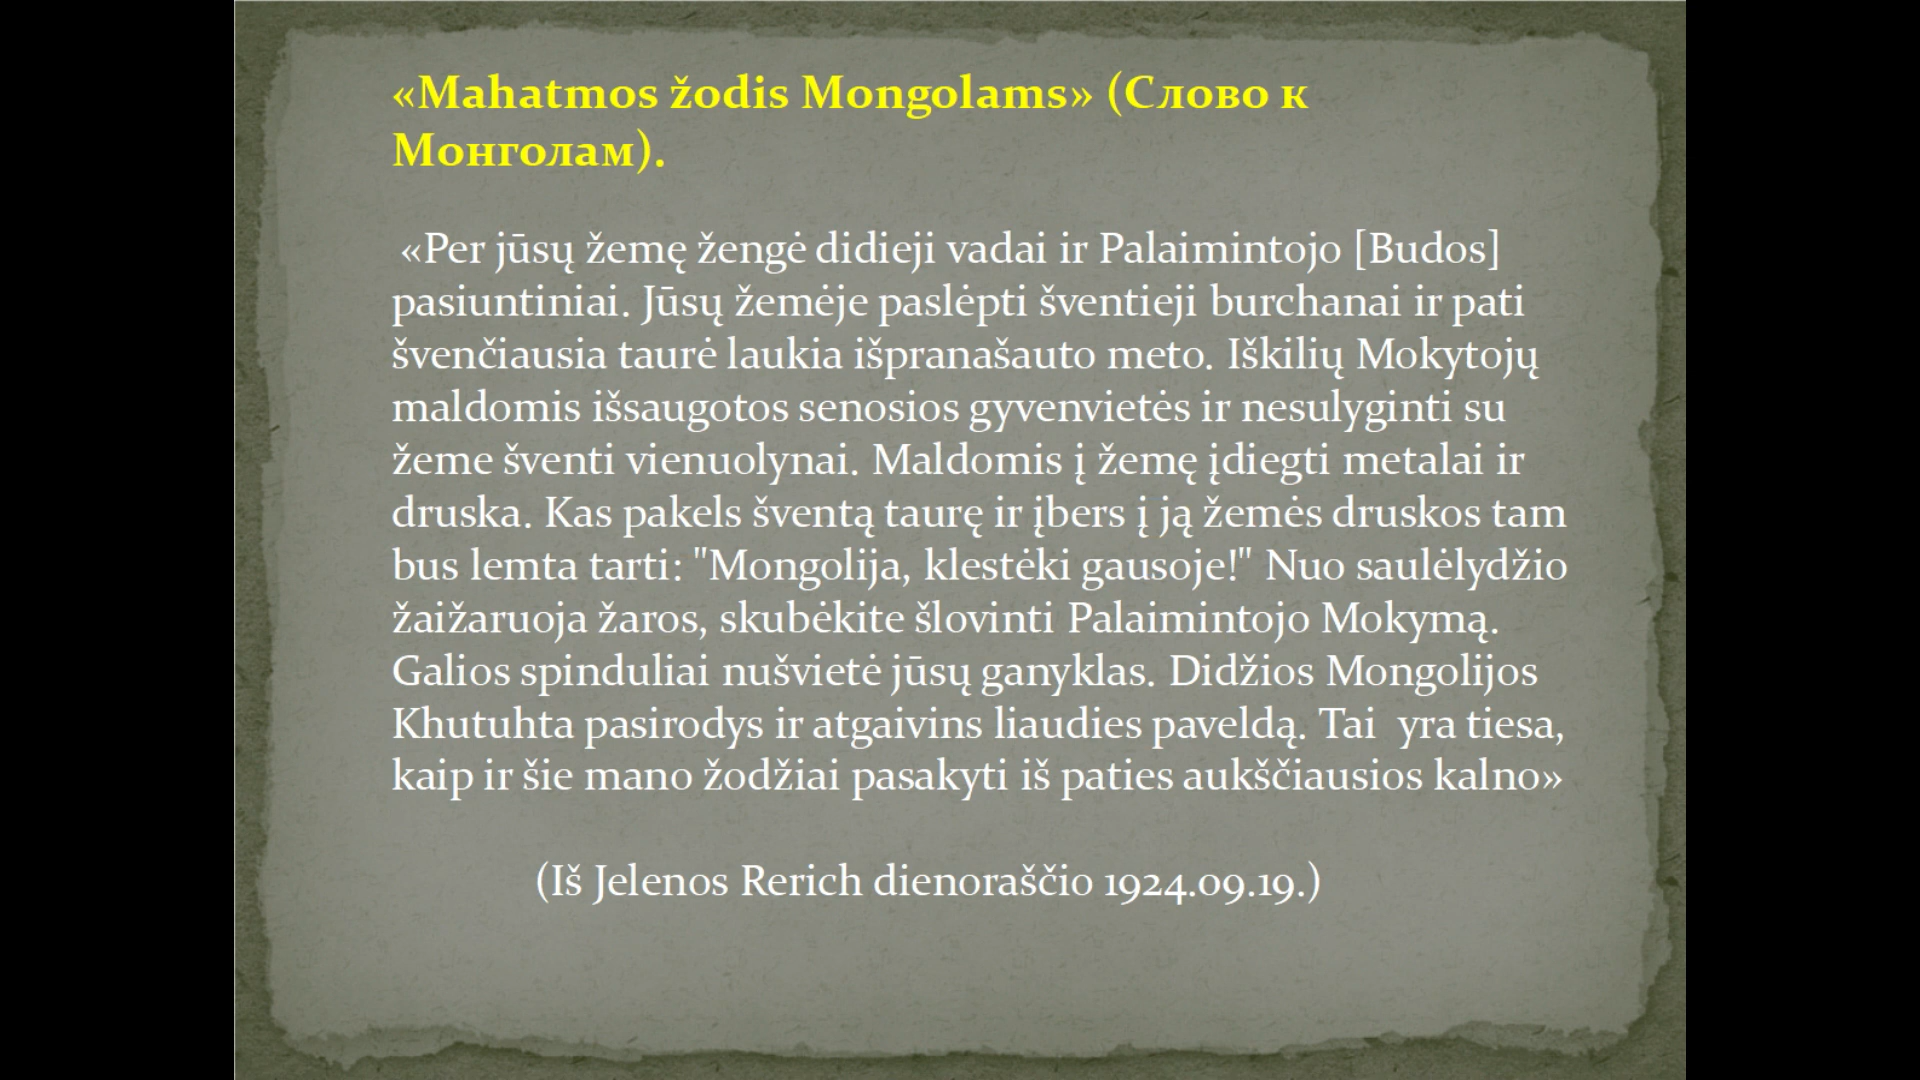 «Mahatmos žodis Mongolams» (Слово к
Монголам).
«Per jūsų žemę žengė didieji vadai ir Palaimintojo [Budos]
pasiuntiniai. Jūsų žemėje paslėpti šventieji burchanai ir pati
švenčiausia taurė laukia išpranašauto meto. Iškilių Mokytojų
maldomis išsaugotos senosios gyvenvietės ir nesulyginti su
žeme šventi vienuolynai. Maldomis į žemę įdiegti metalai ir
druska. Kas pakels šventą taurę ir įbers į ją žemės druskos tam
bus lemta tarti: "Mongolija, klestėki gausoje!" Nuo saulėlydžio
žaižaruoja žaros, skubėkite šlovinti Palaimintojo Mokymą.
Galios spinduliai nušvietė jūsų ganyklas. Didžios Mongolijos
Khutuhta pasirodys ir atgaivins liaudies paveldą. Tai  yra tiesa,
kaip ir šie mano žodžiai pasakyti iš paties aukščiausios kalno»
(Iš Jelenos Rerich dienoraščio 1924.09.19.)